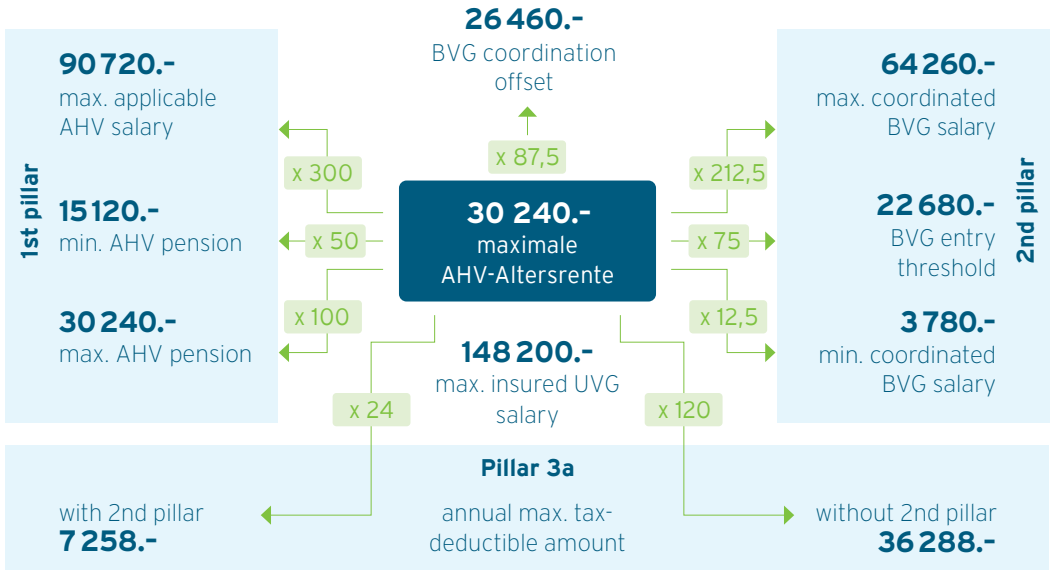 26 460.-
BVG coordination
offset
90 720.-
max. applicable
AHV salary
x 300
1st pillar
15 120.-
min. AHV pension
x 50
30 240.-
max. AHV pension
x 100
x 87,5
30 240.-
maximale
AHV-Altersrente
64 260.-
max. coordinated
BVG salary
x 212,5
2nd pillar
22 680.-
BVG entry
threshold
x 75
3 780.-
min. coordinated
BVG salary
x 12,5
148 200.-
max. insured UVG
salary
x 24
x 120
Pillar 3a
with 2nd pillar
7 258.-
annual max. tax-
deductible amount
without 2nd pillar
36 288.-